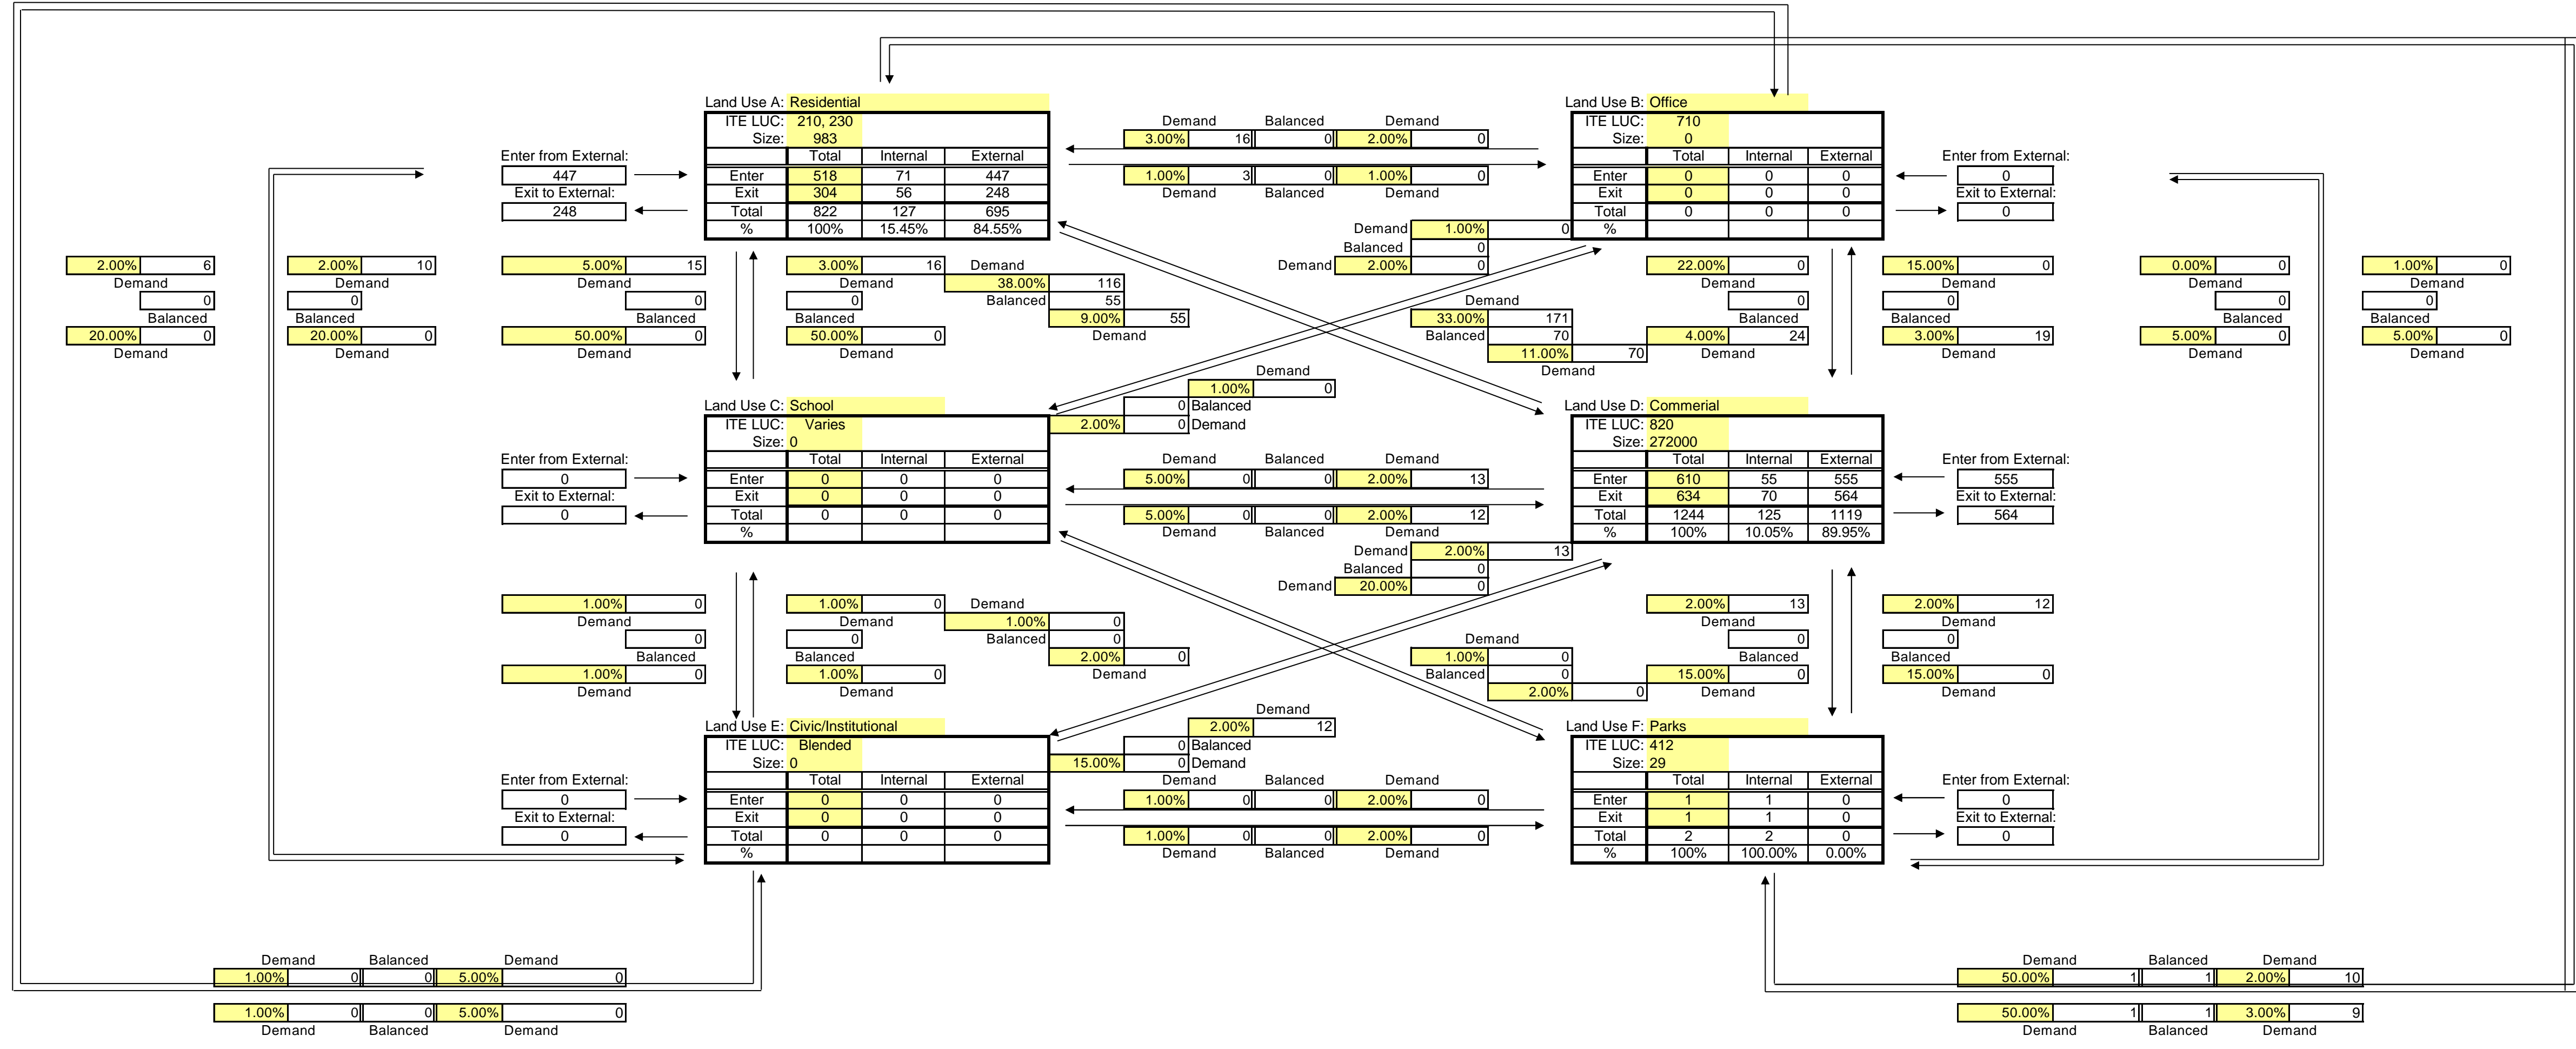 Land Use A: Residential
ITE LUC: 210, 230
Size: 983
Total Internal External
Enter 518 71 447
Exit 304 56 248
Total 822 127 695
% 100% 15.45% 84.55%
Enter from External:
447
Exit to External:
248
Demand Balanced Demand
3.00% 16 0 2.00% 0
1.00% 3 0 1.00% 0
Demand Balanced Demand
Land Use B: Office
ITE LUC: 710
Size: 0
Total Internal External
Enter 0 0 0
Exit 0 0 0
Total 0 0 0
%
Enter from External:
0
Exit to External:
0
Demand 1.00% 0
Balanced 0
Demand 2.00% 0
2.00% 6
Demand
0
Balanced
20.00% 0
Demand
2.00% 10
Demand
0
Balanced
20.00% 0
Demand
5.00% 15
Demand
0
Balanced
50.00% 0
Demand
3.00% 16
Demand
0
Balanced
50.00% 0
Demand
Demand
38.00% 116
Balanced 55
9.00% 55
Demand
Demand
33.00% 171
Balanced 70
11.00% 70
Demand
22.00% 0
Demand
0
Balanced
4.00% 24
Demand
15.00% 0
Demand
0
Balanced
3.00% 19
Demand
0.00% 0
Demand
0
Balanced
5.00% 0
Demand
1.00% 0
Demand
0
Balanced
5.00% 0
Demand
Demand
1.00% 0
0 Balanced
2.00% 0 Demand
Land Use C: School
ITE LUC: Varies
Size: 0
Total Internal External
Enter 0 0 0
Exit 0 0 0
Total 0 0 0
%
Enter from External:
0
Exit to External:
0
Demand Balanced Demand
5.00% 0 0 2.00% 13
5.00% 0 0 2.00% 12
Demand Balanced Demand
Land Use D: Commerial
ITE LUC: 820
Size: 272000
Total Internal External
Enter 610 55 555
Exit 634 70 564
Total 1244 125 1119
% 100% 10.05% 89.95%
Enter from External:
555
Exit to External:
564
Demand 2.00% 13
Balanced 0
Demand 20.00% 0
1.00% 0
Demand
0
Balanced
1.00% 0
Demand
1.00% 0
Demand
0
Balanced
1.00% 0
Demand
Demand
1.00% 0
Balanced 0
2.00% 0
Demand
Demand
1.00% 0
Balanced 0
2.00% 0
2.00% 13
Demand
0
Balanced
15.00% 0
Demand
2.00% 12
Demand
0
Balanced
15.00% 0
Demand
Demand
2.00% 12
0 Balanced
15.00% 0 Demand
Land Use E: Civic/Institutional
ITE LUC: Blended
Size: 0
Total Internal External
Enter 0 0 0
Exit 0 0 0
Total 0 0 0
%
Enter from External:
0
Exit to External:
0
Demand Balanced Demand
1.00% 0 0 2.00% 0
1.00% 0 0 2.00% 0
Demand Balanced Demand
Land Use F: Parks
ITE LUC: 412
Size: 29
Total Internal External
Enter 1 1 0
Exit 1 1 0
Total 2 2 0
% 100% 100.00% 0.00%
Enter from External:
0
Exit to External:
0
Demand Balanced Demand
1.00% 0 0 5.00% 0
1.00% 0 0 5.00% 0
Demand Balanced Demand
Demand Balanced Demand
50.00% 1 1 2.00% 10
50.00% 1 1 3.00% 9
Demand Balanced Demand